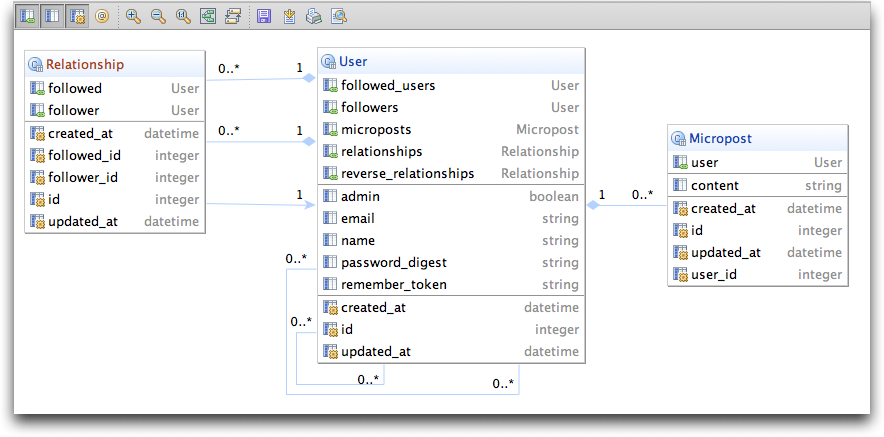 Relationship
followed User
follower User
created_at datetime
followed_id integer
follower_id integer
id integer
updated_at datetime
0..* 1
0..* 1
1
User
followed_users User
followers User
microposts Micropost
relationships Relationship
reverse_relationships Relationship
admin boolean
email string
name string
password_digest string
remember_token string
created_at datetime
id integer
updated_at datetime
0..*
0..*
0..*
0..*
1 0..*
Micropost
user User
content string
created_at datetime
id integer
updated_at datetime
user_id integer